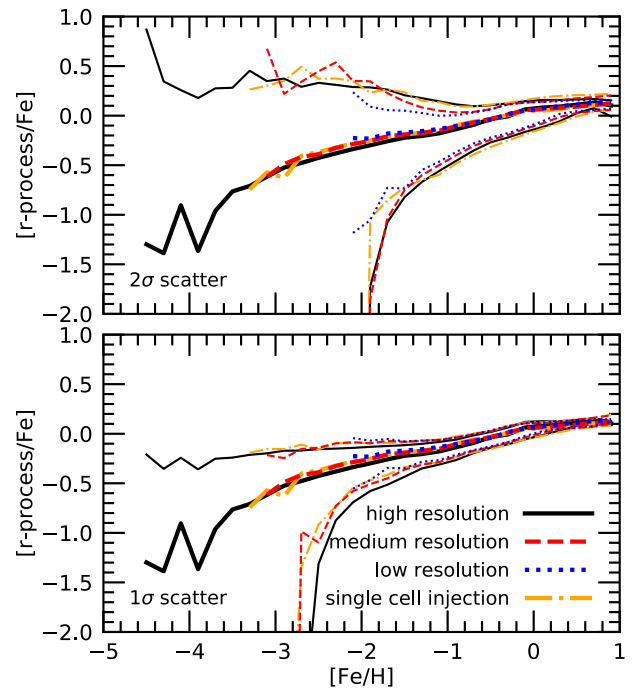 1.0
0.5
0.0
−0.5
−1.0
−1.5
−2.0
[r-process/Fe]
2σ scatter
1.0
0.5
0.0
−0.5
−1.0
−1.5
−2.0
[r-process/Fe]
high resolution
medium resolution
low resolution
single cell injection
1σ scatter
−5 −4 −3 −2 −1 0 1
[Fe/H]